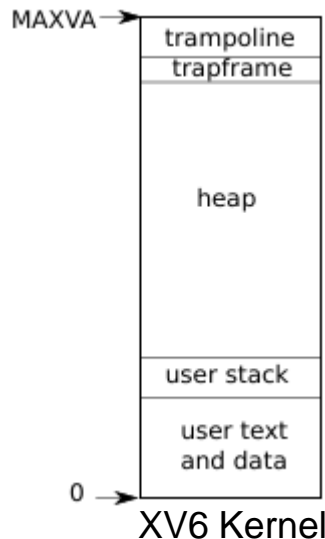 MAXVA
trampoline
trapframe
heap
user stack
user text
and data
0
XV6 Kernel